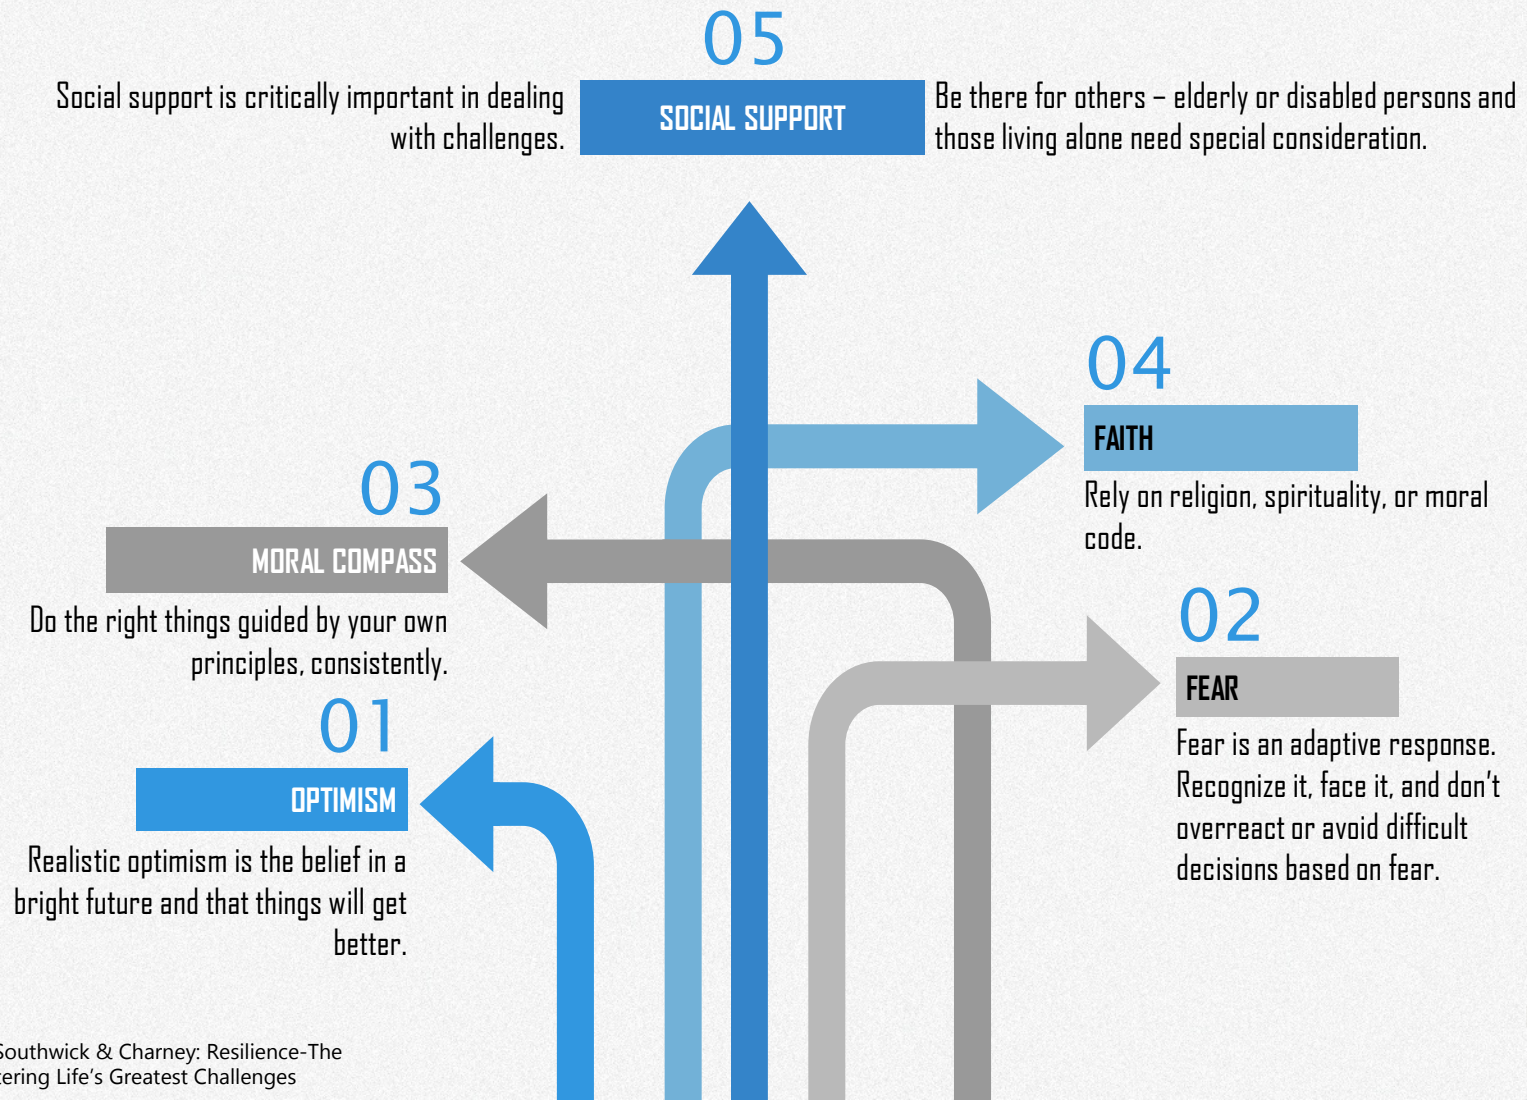 05
Social support is critically important in dealing
with challenges.
SOCIAL SUPPORT
Be there for others – elderly or disabled persons and
those living alone need special consideration.
04
FAITH
Rely on religion, spirituality, or moral
code.
03
MORAL COMPASS
Do the right things guided by your own
principles, consistently.
02
FEAR
Fear is an adaptive response.
Recognize it, face it, and don't
overreact or avoid difficult
decisions based on fear.
01
OPTIMISM
Realistic optimism is the belief in a
bright future and that things will get
better.
Southwick & Charney: Resilience-The
tering Life's Greatest Challenges